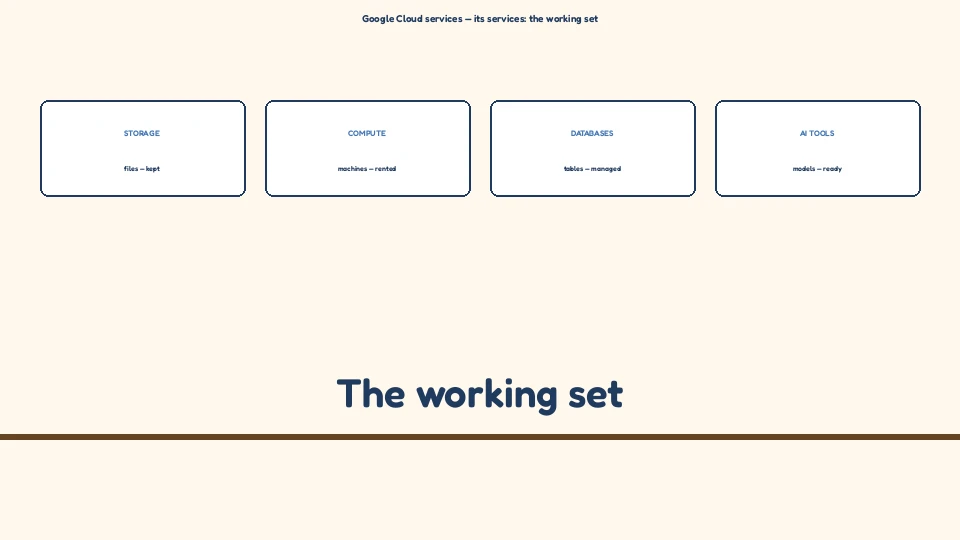 Google Cloud services — its services: the working set
STORAGE
files — kept
COMPUTE
machines — rented
DATABASES
tables — managed
AI TOOLS
models — ready
The working set